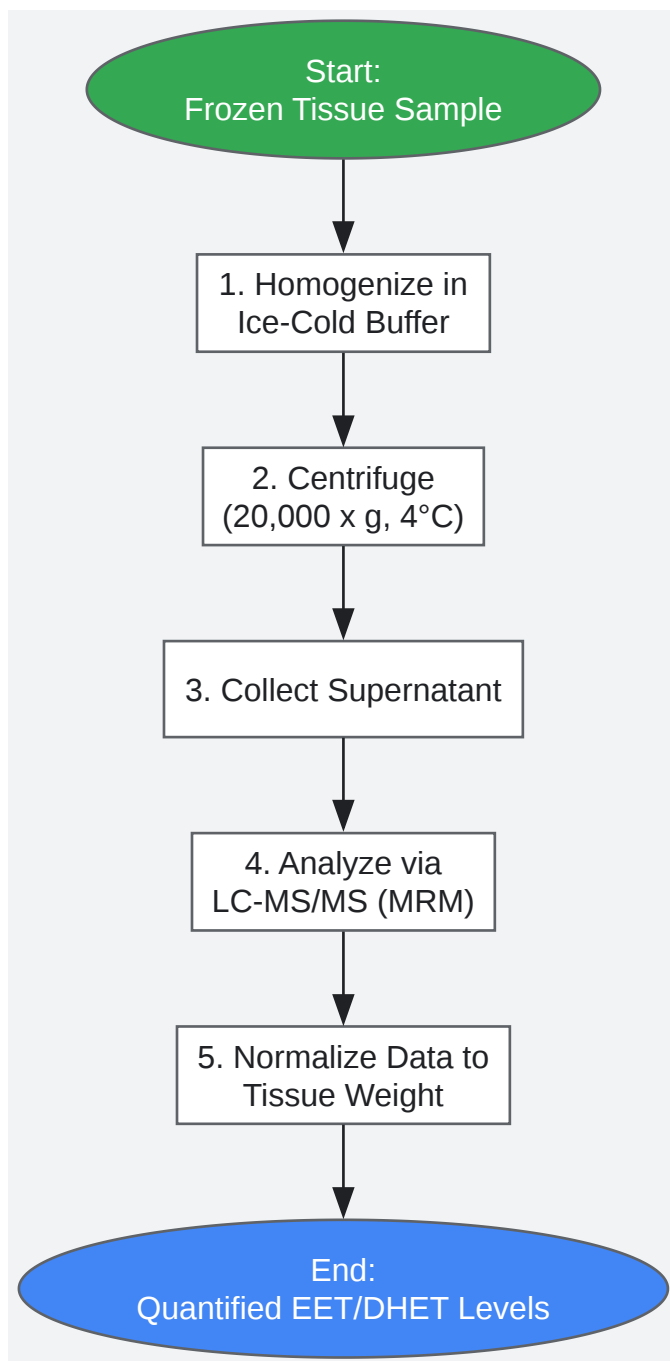 Start:
Frozen Tissue Sample
1. Homogenize in
Ice-Cold Buffer
2. Centrifuge
(20,000 x g, 4°C)
3. Collect Supernatant
4. Analyze via
LC-MS/MS (MRM)
5. Normalize Data to
Tissue Weight
End:
Quantified EET/DHET Levels